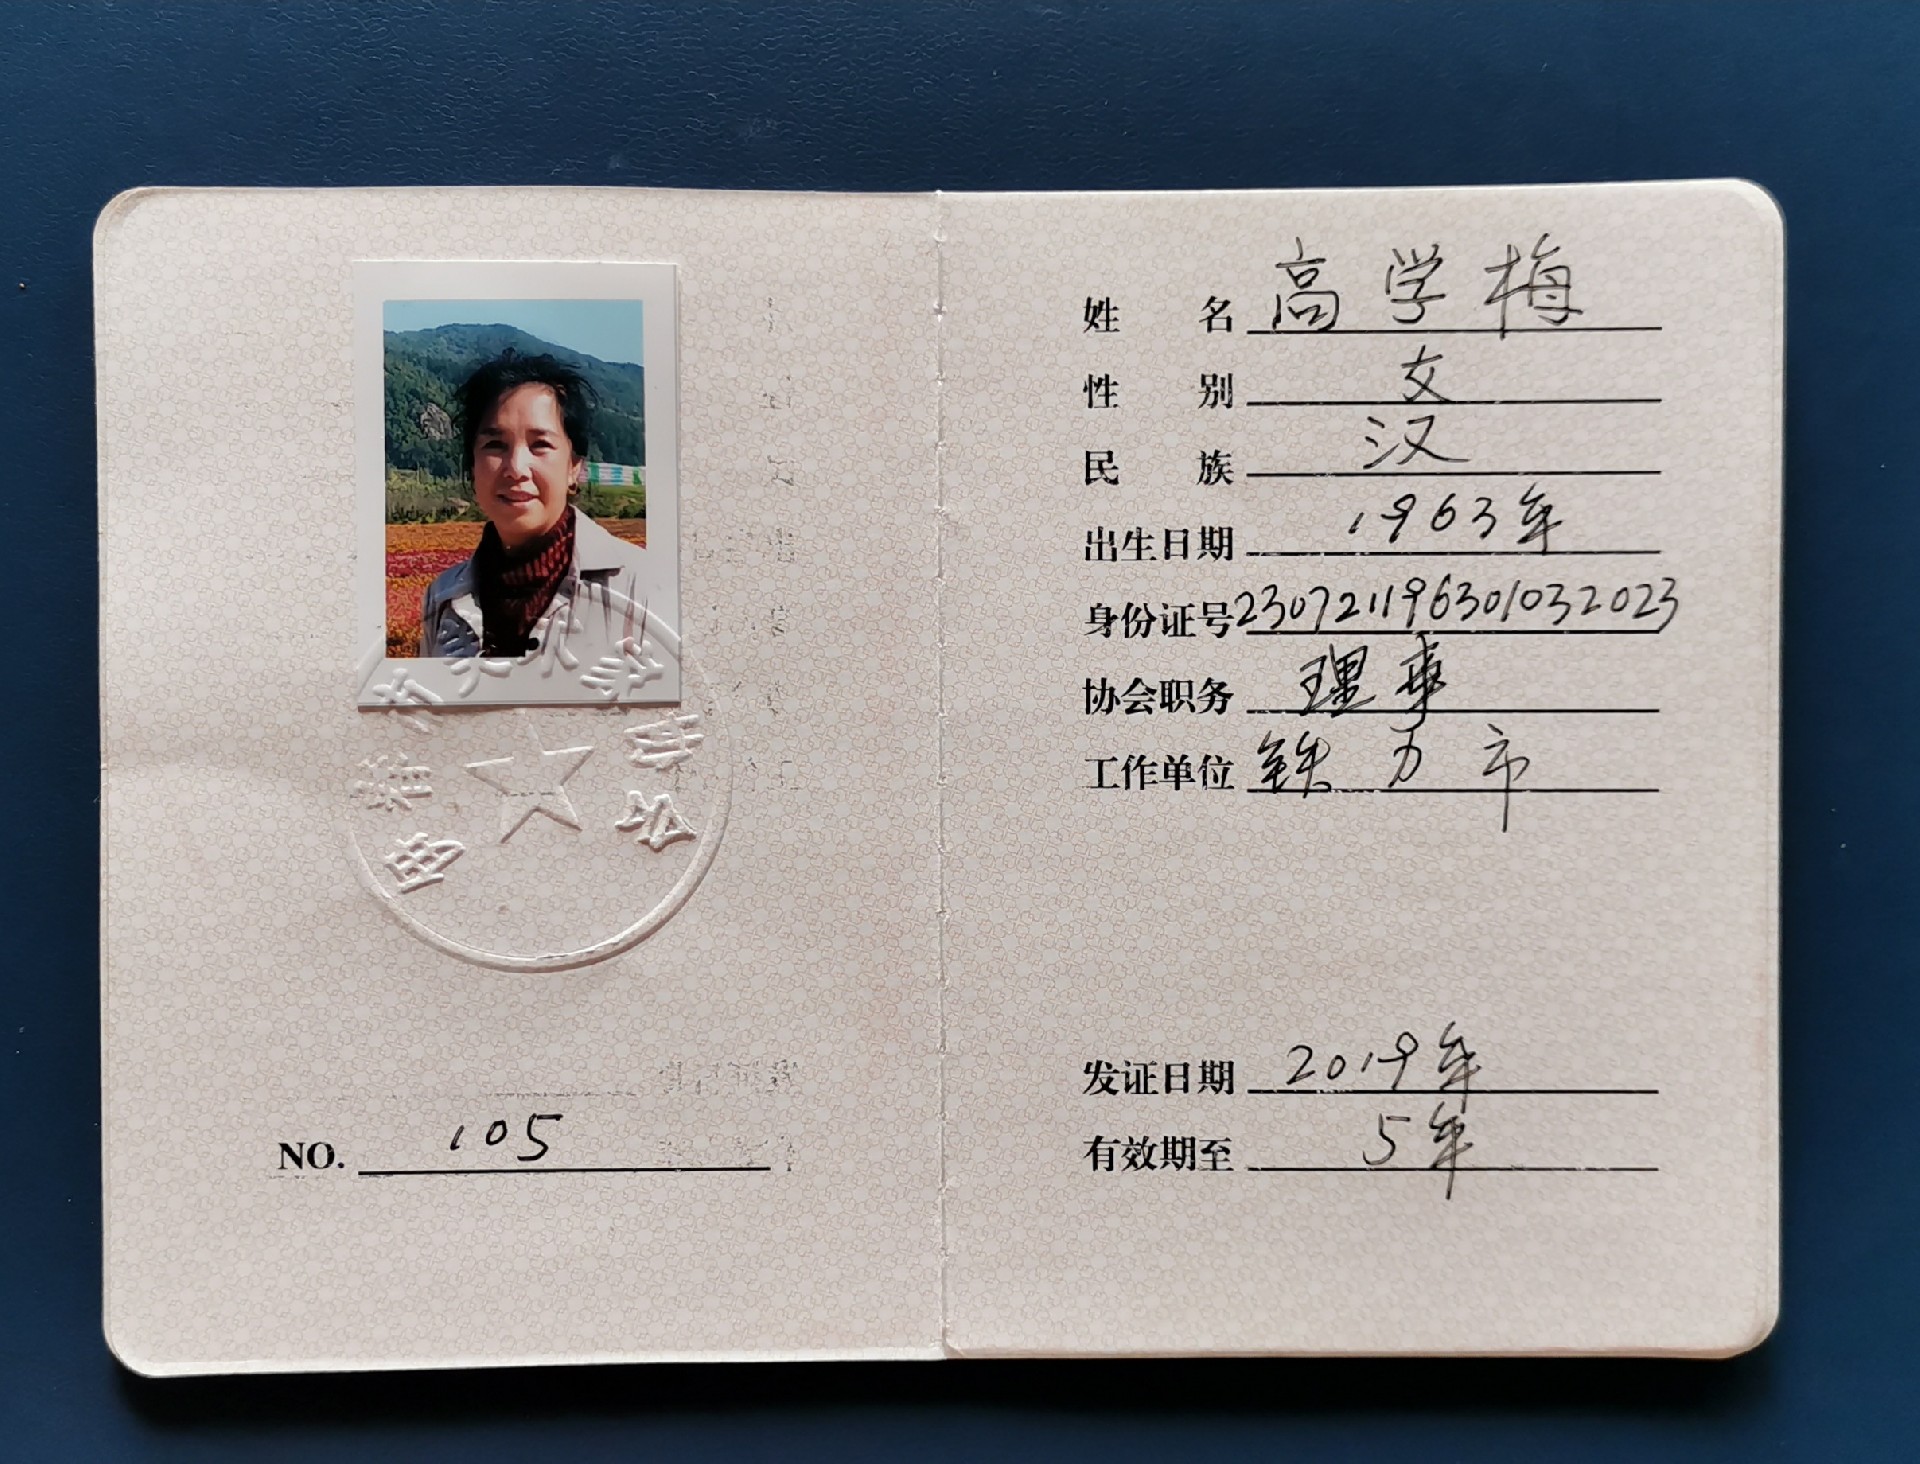 NO. 105
姓名 高学梅
性别 女
民族 汉
出生日期 1963年
身份证号 230721196301032023
协会职务 理事
工作单位 铁力市
发证日期 2019年
有效期至 5年